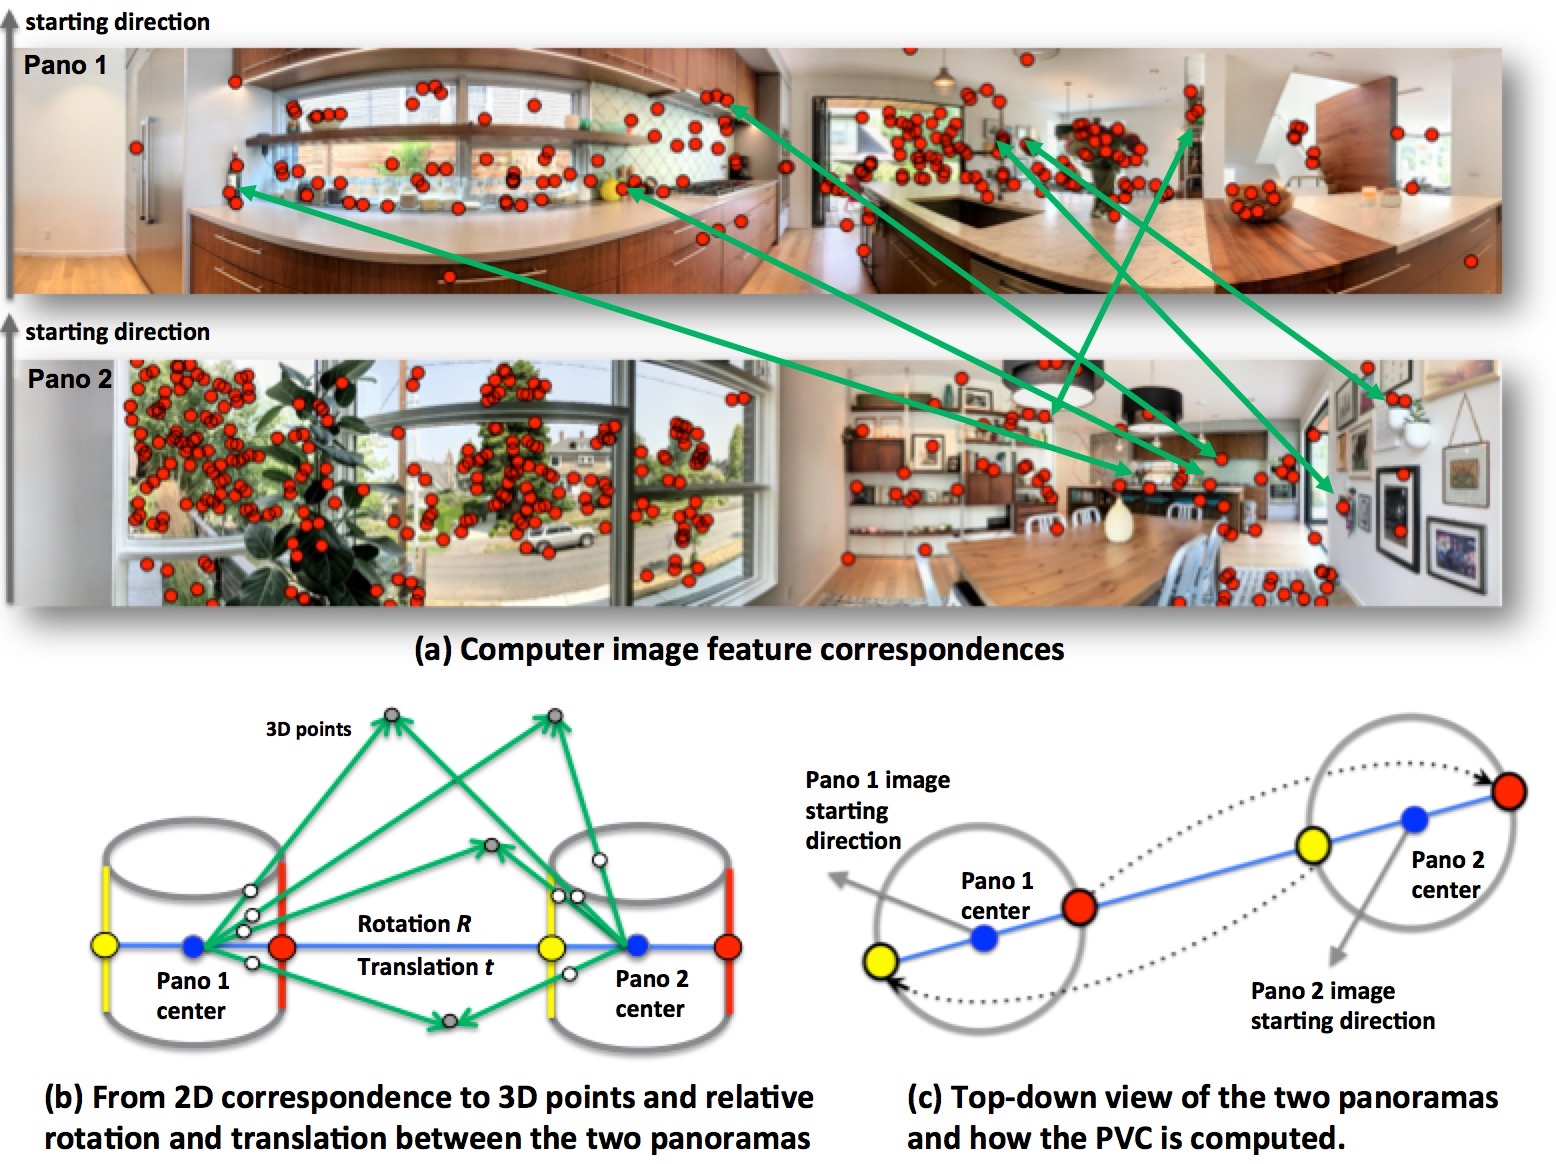 starting direction
Pano 1
starting direction
Pano 2
(a) Computer image feature correspondences
3D points
Rotation R
Translation t
Pano 1
center
Pano 2
center
(b) From 2D correspondence to 3D points and relative
rotation and translation between the two panoramas
Pano 1 image
starting
direction
Pano 1
center
Pano 2
center
Pano 2 image
starting direction
(c) Top-down view of the two panoramas
and how the PVC is computed.